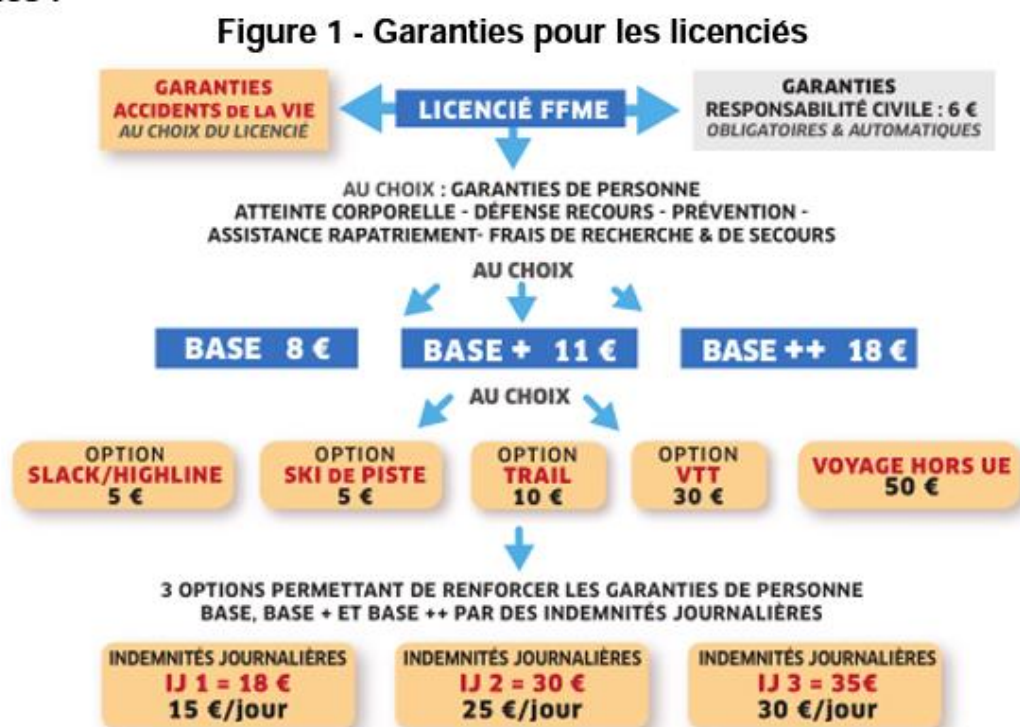 Figure 1 - Garanties pour les licenciés
GARANTIES
ACCIDENTS DE LA VIE
AU CHOIX DU LICENCIÉ
LICENCIÉ FFME
GARANTIES
RESPONSABILITÉ CIVILE : 6 €
OBLIGATOIRES & AUTOMATIQUES
AU CHOIX : GARANTIES DE PERSONNE
ATTEINTE CORPORELLE - DÉFENSE RECOURS - PRÉVENTION -
ASSISTANCE RAPATRIEMENT- FRAIS DE RECHERCHE & DE SECOURS
AU CHOIX
BASE 8 €
BASE + 11 €
BASE ++ 18 €
AU CHOIX
OPTION
SLACK/HIGHLINE
5 €
OPTION
SKI DE PISTE
5 €
OPTION
TRAIL
10 €
OPTION
VTT
30 €
VOYAGE HORS UE
50 €
3 OPTIONS PERMETTANT DE RENFORCER LES GARANTIES DE PERSONNE
BASE, BASE + ET BASE ++ PAR DES INDEMNITÉS JOURNALIÈRES
INDEMNITÉS JOURNALIÈRES
IJ 1 = 18 €
15 €/jour
INDEMNITÉS JOURNALIÈRES
IJ 2 = 30 €
25 €/jour
INDEMNITÉS JOURNALIÈRES
IJ 3 = 35€
30 €/jour